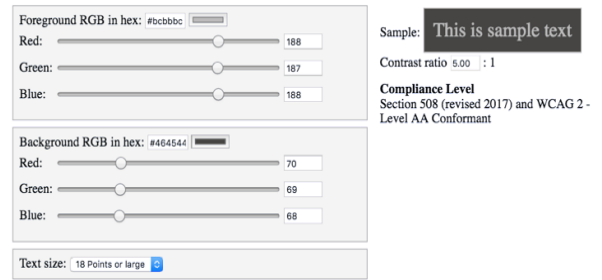 Foreground RGB in hex: #bcbbbc
Red: 188
Green: 187
Blue: 188
Background RGB in hex: #464544
Red: 70
Green: 69
Blue: 68
Text size: 18 Points or large
Sample: This is sample text
Contrast ratio 5.00 : 1
Compliance Level
Section 508 (revised 2017) and WCAG 2 -
Level AA Conformant